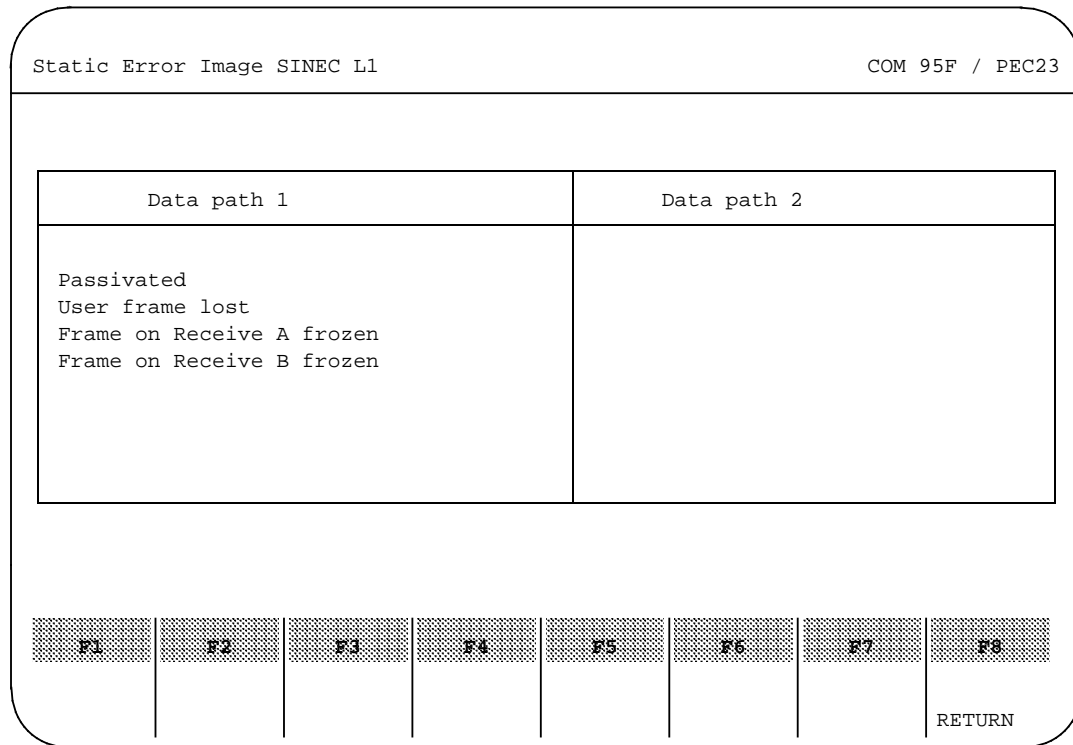 Static Error Image SINEC L1 COM 95F / PEC23
Data path 1 Data path 2
Passivated
User frame lost
Frame on Receive A frozen
Frame on Receive B frozen
F1 F2 F3 F4 F5 F6 F7 F8
RETURN